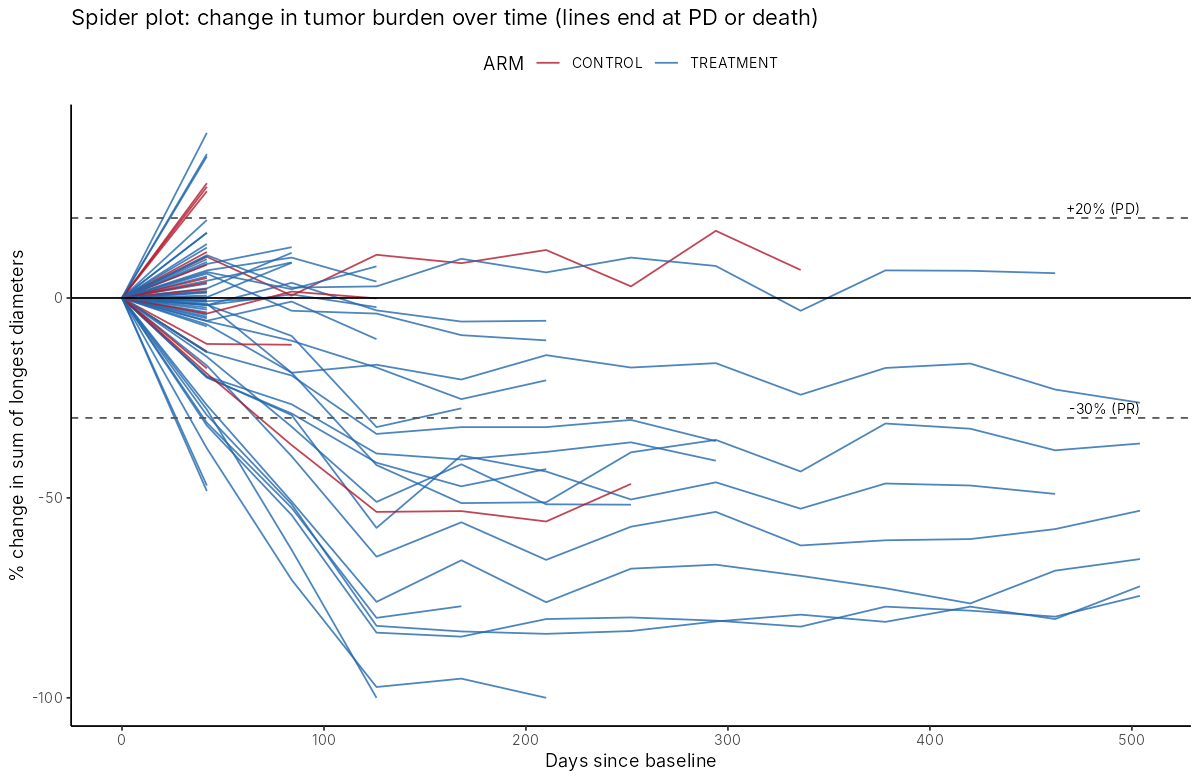 Spider plot: change in tumor burden over time (lines end at PD or death)
ARM CONTROL TREATMENT
% change in sum of longest diameters
+20% (PD)
0
-30% (PR)
-50
-100
0 100 200 300 400 500
Days since baseline